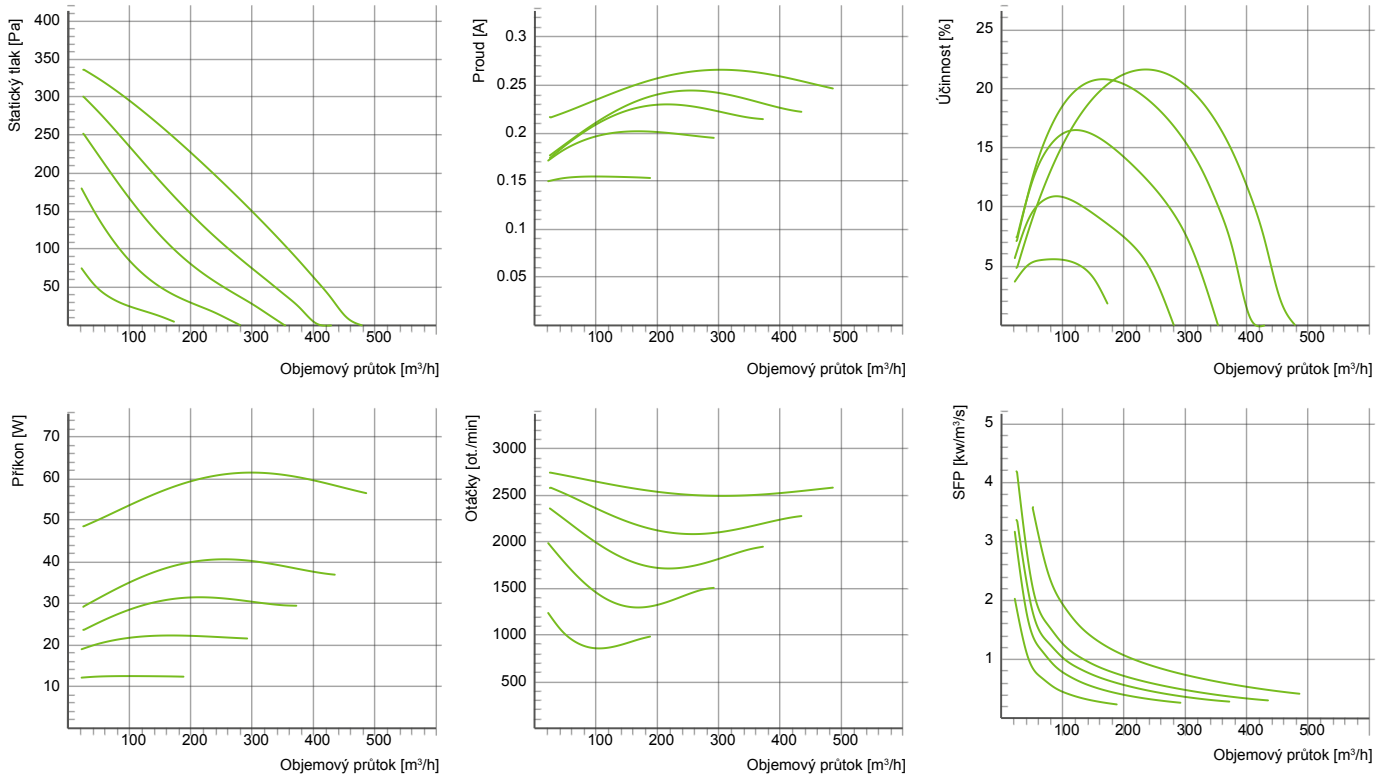 Statický tlak [Pa]
400
350
300
250
200
150
100
50
100 200 300 400 500
Objemový průtok [m³/h]
Proud [A]
0.3
0.25
0.2
0.15
0.1
0.05
100 200 300 400 500
Objemový průtok [m³/h]
Účinnost [%]
25
20
15
10
5
100 200 300 400 500
Objemový průtok [m³/h]
Příkon [W]
70
60
50
40
30
20
10
100 200 300 400 500
Objemový průtok [m³/h]
Otáčky [ot./min]
3000
2500
2000
1500
1000
500
100 200 300 400 500
Objemový průtok [m³/h]
SFP [kw/m³/s]
5
4
3
2
1
100 200 300 400 500
Objemový průtok [m³/h]